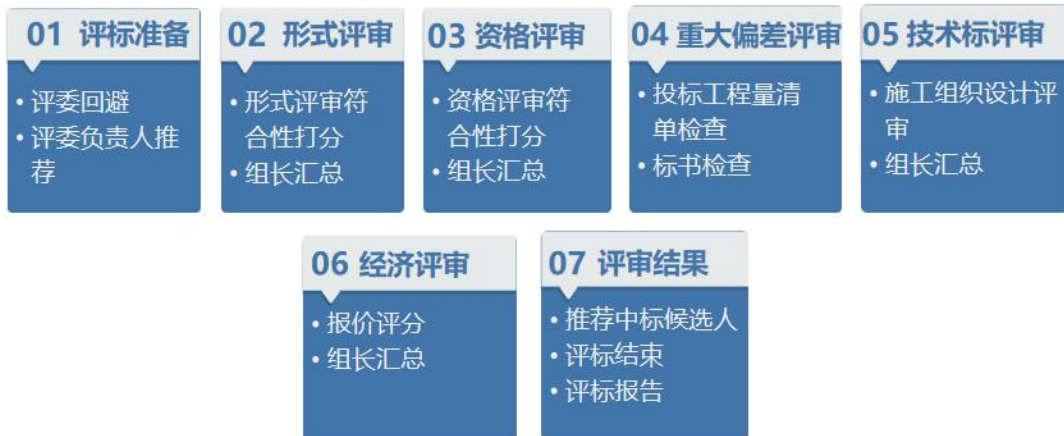 01 评标准备
• 评委回避
• 评委负责人推
荐
02 形式评审
• 形式评审符
合性打分
• 组长汇总
03 资格评审
• 资格评审符
合性打分
• 组长汇总
04 重大偏差评审
• 投标工程量清
单检查
• 标书检查
05 技术标评审
• 施工组织设计评
审
• 组长汇总
06 经济评审
• 报价评分
• 组长汇总
07 评审结果
• 推荐中标候选人
• 评标结束
• 评标报告